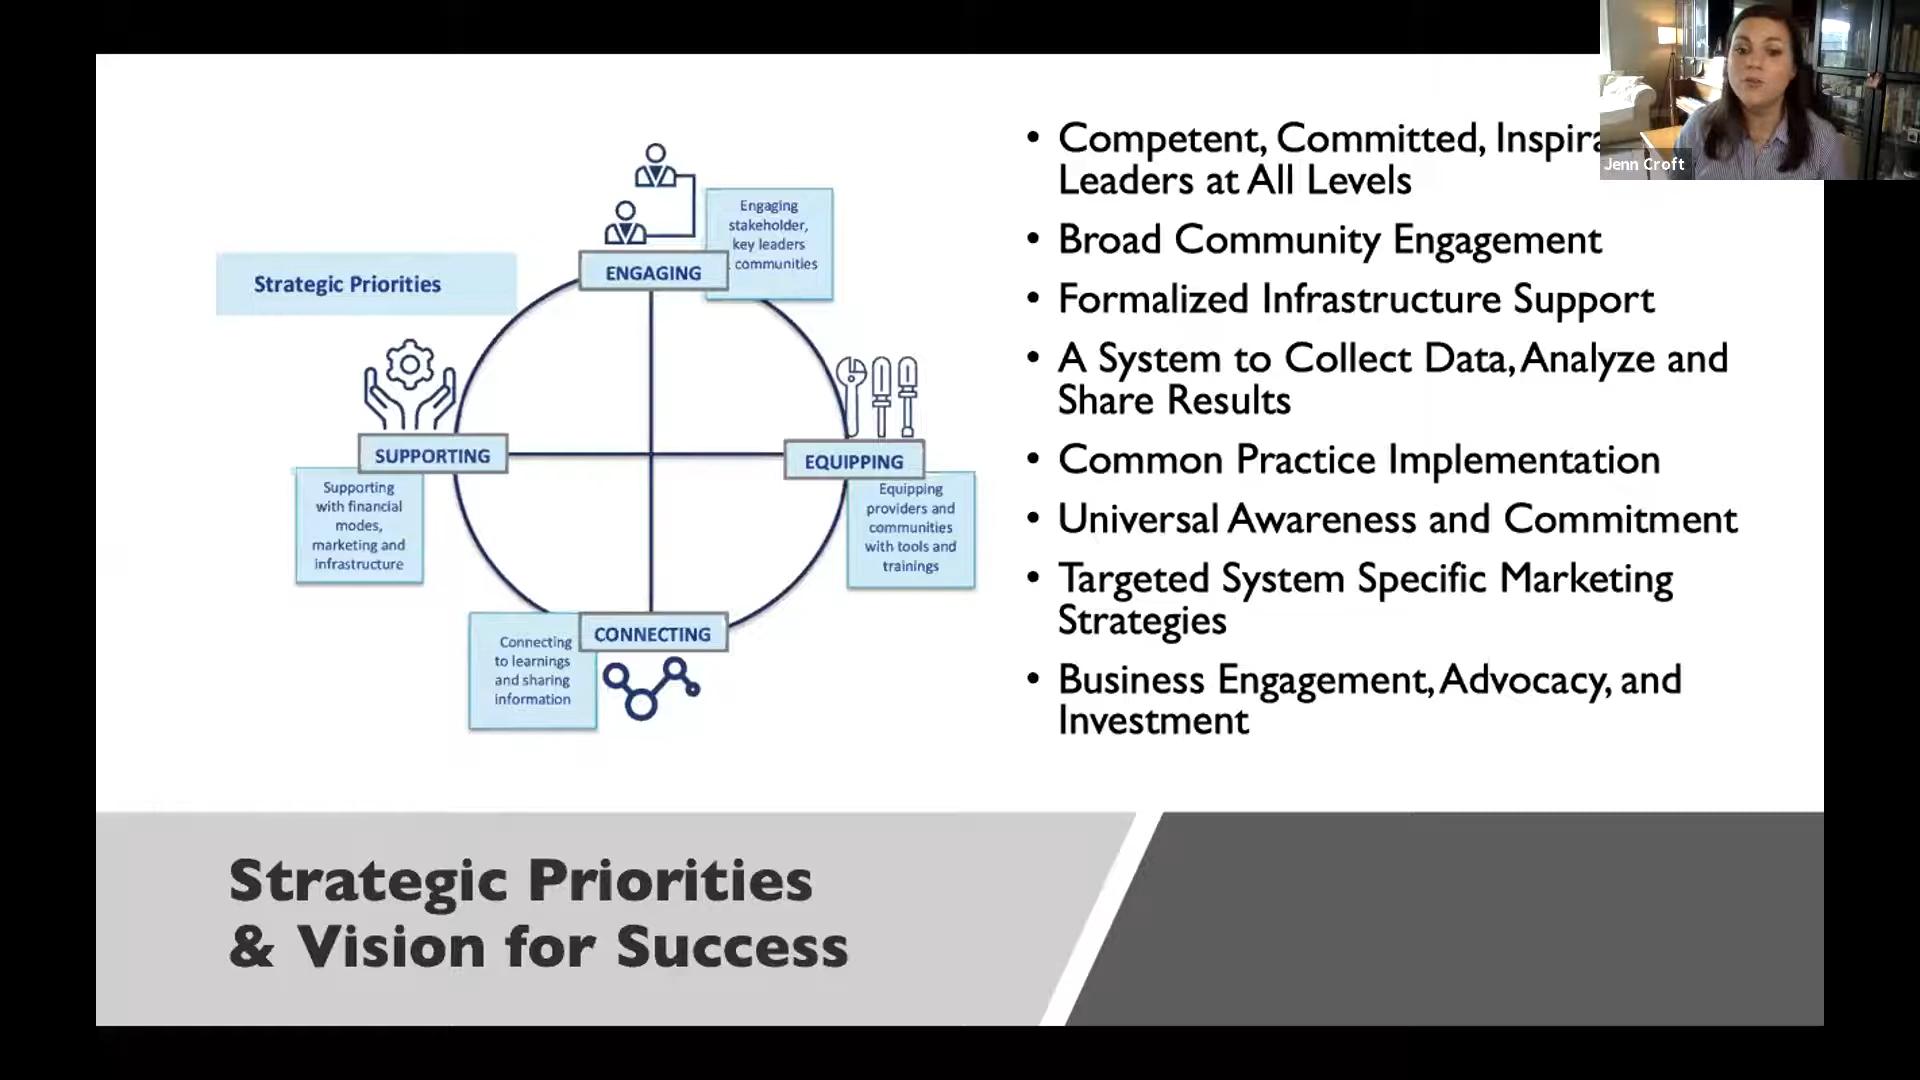 Jenn Croft
Strategic Priorities
ENGAGING
Engaging
stakeholder,
key leaders
communities
SUPPORTING
Supporting
with financial
modes,
marketing and
infrastructure
EQUIPPING
Equipping
providers and
communities
with tools and
trainings
CONNECTING
Connecting
to learnings
and sharing
information
• Competent, Committed,
Leaders at All Levels
• Broad Community Engagement
• Formalized Infrastructure Support
• A System to Collect Data, Analyze and
Share Results
• Common Practice Implementation
• Universal Awareness and Commitment
• Targeted System Specific Marketing
Strategies
• Business Engagement, Advocacy, and
Investment
Strategic Priorities
& Vision for Success